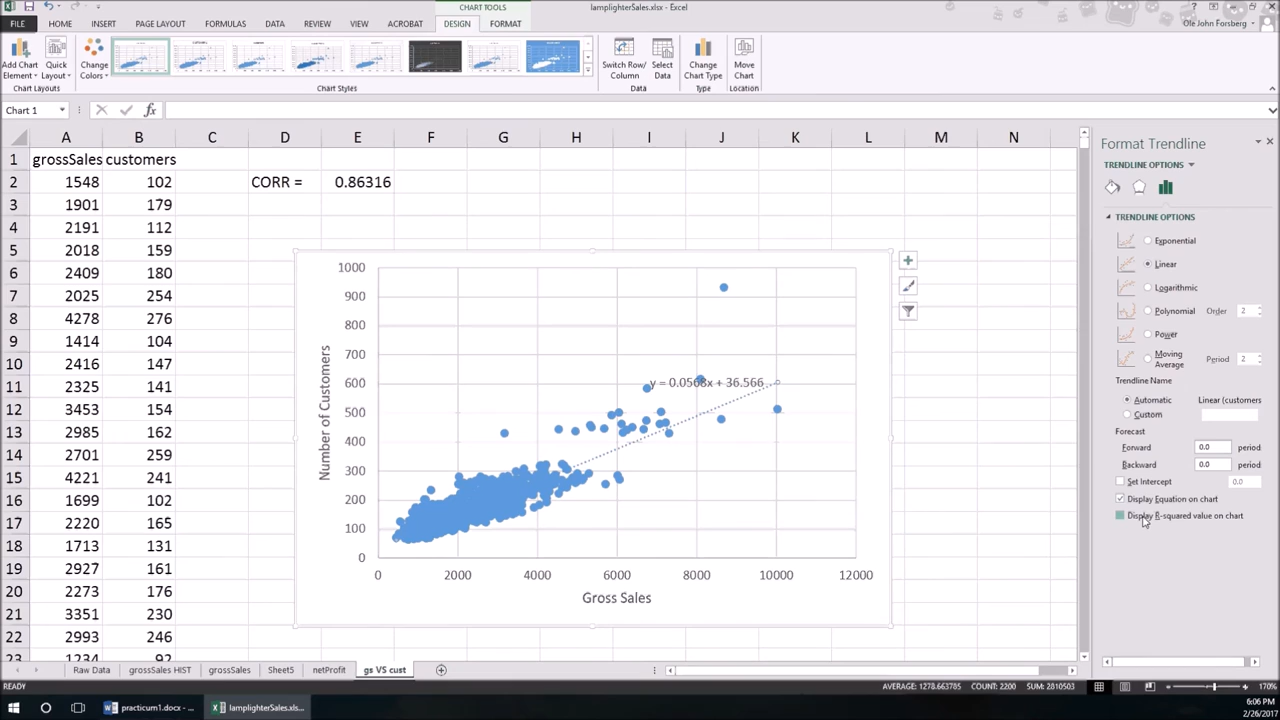 CHART TOOLS
lamplighterSales.xlsx - Excel
FILE HOME INSERT PAGE LAYOUT FORMULAS DATA REVIEW VIEW ACROBAT DESIGN FORMAT
Ole John Forsberg
Add Chart Element Quick Layout Change Colors Switch Row/Column Select Data Change Chart Type Move Chart
Chart Layouts Chart Styles Data Type Location
Chart 1 fx
A B C D E F G H I J K L M N
1 grossSales customers
2 1548 102 CORR = 0.86316
3 1901 179
4 2191 112
5 2018 159
6 2409 180
7 2025 254
8 4278 276
9 1414 104
10 2416 147
11 2325 141
12 3453 154
13 2985 162
14 2701 259
15 4221 241
16 1699 102
17 2220 165
18 1713 131
19 2927 161
20 2273 176
21 3351 230
22 2993 246
23 1234 92
1000
900
800
700
600
500
400
300
200
100
0
Number of Customers
y = 0.0568x + 36.566
0 2000 4000 6000 8000 10000 12000
Gross Sales
Format Trendline
TRENDLINE OPTIONS
TRENDLINE OPTIONS
Exponential
Linear
Logarithmic
Polynomial Order 2
Power
Moving Average Period 2
Trendline Name
Automatic Linear (customers
Custom
Forecast
Forward 0.0 period
Backward 0.0 period
Set Intercept 0.0
Display Equation on chart
Display R-squared value on chart
Raw Data grossSales HIST grossSales Sheet5 netProfit gs VS cust
READY AVERAGE: 1278.663785 COUNT: 2200 SUM: 2810503 170%
practicum1.docx - ... lamplighterSales.xls... 6:06 PM
2/26/2017